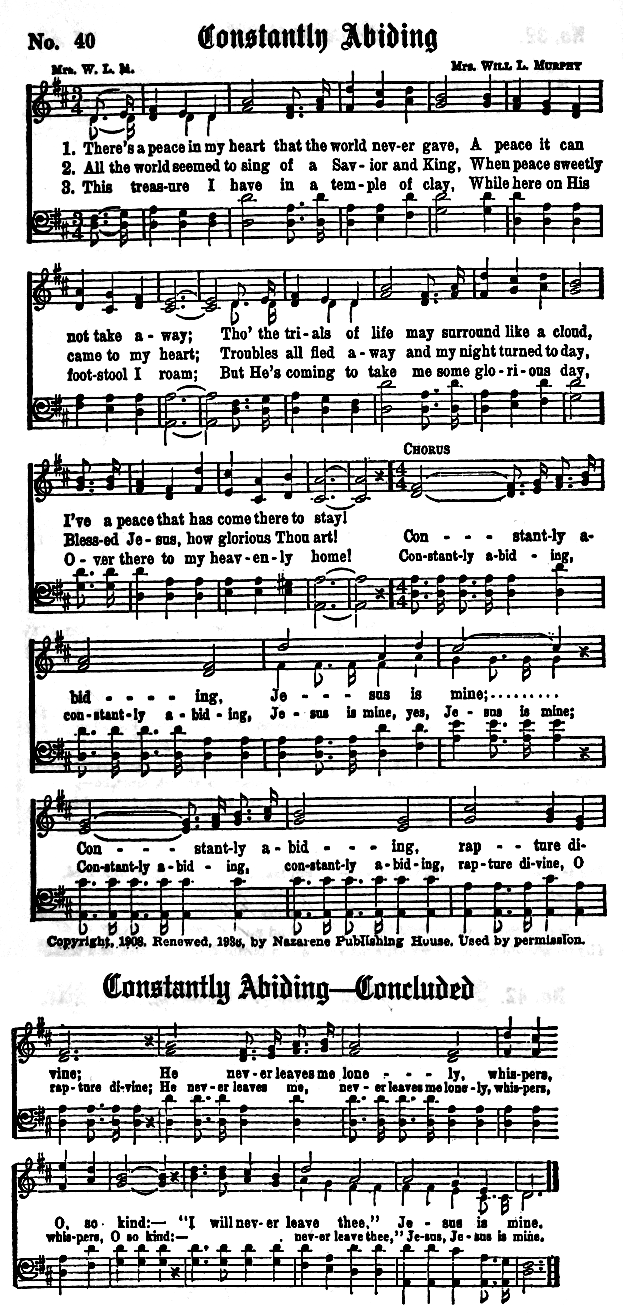 No. 40 Constantly Abiding
Mrs. W. L. M. Mrs. WILL L. MURPHY
3/4
1. There's a peace in my heart that the world nev-er gave, A peace it can
2. All the world seemed to sing of a Sav-ior and King, When peace sweetly
3. This treas-ure I have in a tem-ple of clay, While here on His
3/4
not take a-way; Tho' the tri-als of life may surround like a cloud,
came to my heart; Troubles all fled a-way and my night turned to day,
foot-stool I roam; But He's coming to take me some glo-ri-ous day,
CHORUS
4/4
I've a peace that has come there to stay!
Bless-ed Je-sus, how glorious Thou art! Con - - - stant-ly a-
O-ver there to my heav-en-ly home! Con-stant-ly a-bid - ing,
4/4
bid - - - - ing, Je - - - sus is mine;.........
con-stant-ly a-bid-ing, Je-sus is mine, yes, Je-sus is mine;
Con - - - stant-ly a-bid - - - ing, rap - - ture di-
Con-stant-ly a-bid - ing, con-stant-ly a-bid-ing, rap-ture di-vine, O
Copyright, 1908. Renewed, 1936, by Nazarene Publishing House. Used by permission.
Constantly Abiding—Concluded
vine; He nev-er leaves me lone - - - ly, whis-pers,
rap-ture di-vine; He nev-er leaves me, nev-er leaves me lone-ly, whis-pers,
O, so kind:— "I will nev-er leave thee," Je-sus is mine.
whis-pers, O so kind:— nev-er leave thee," Je-sus, Je-sus is mine.